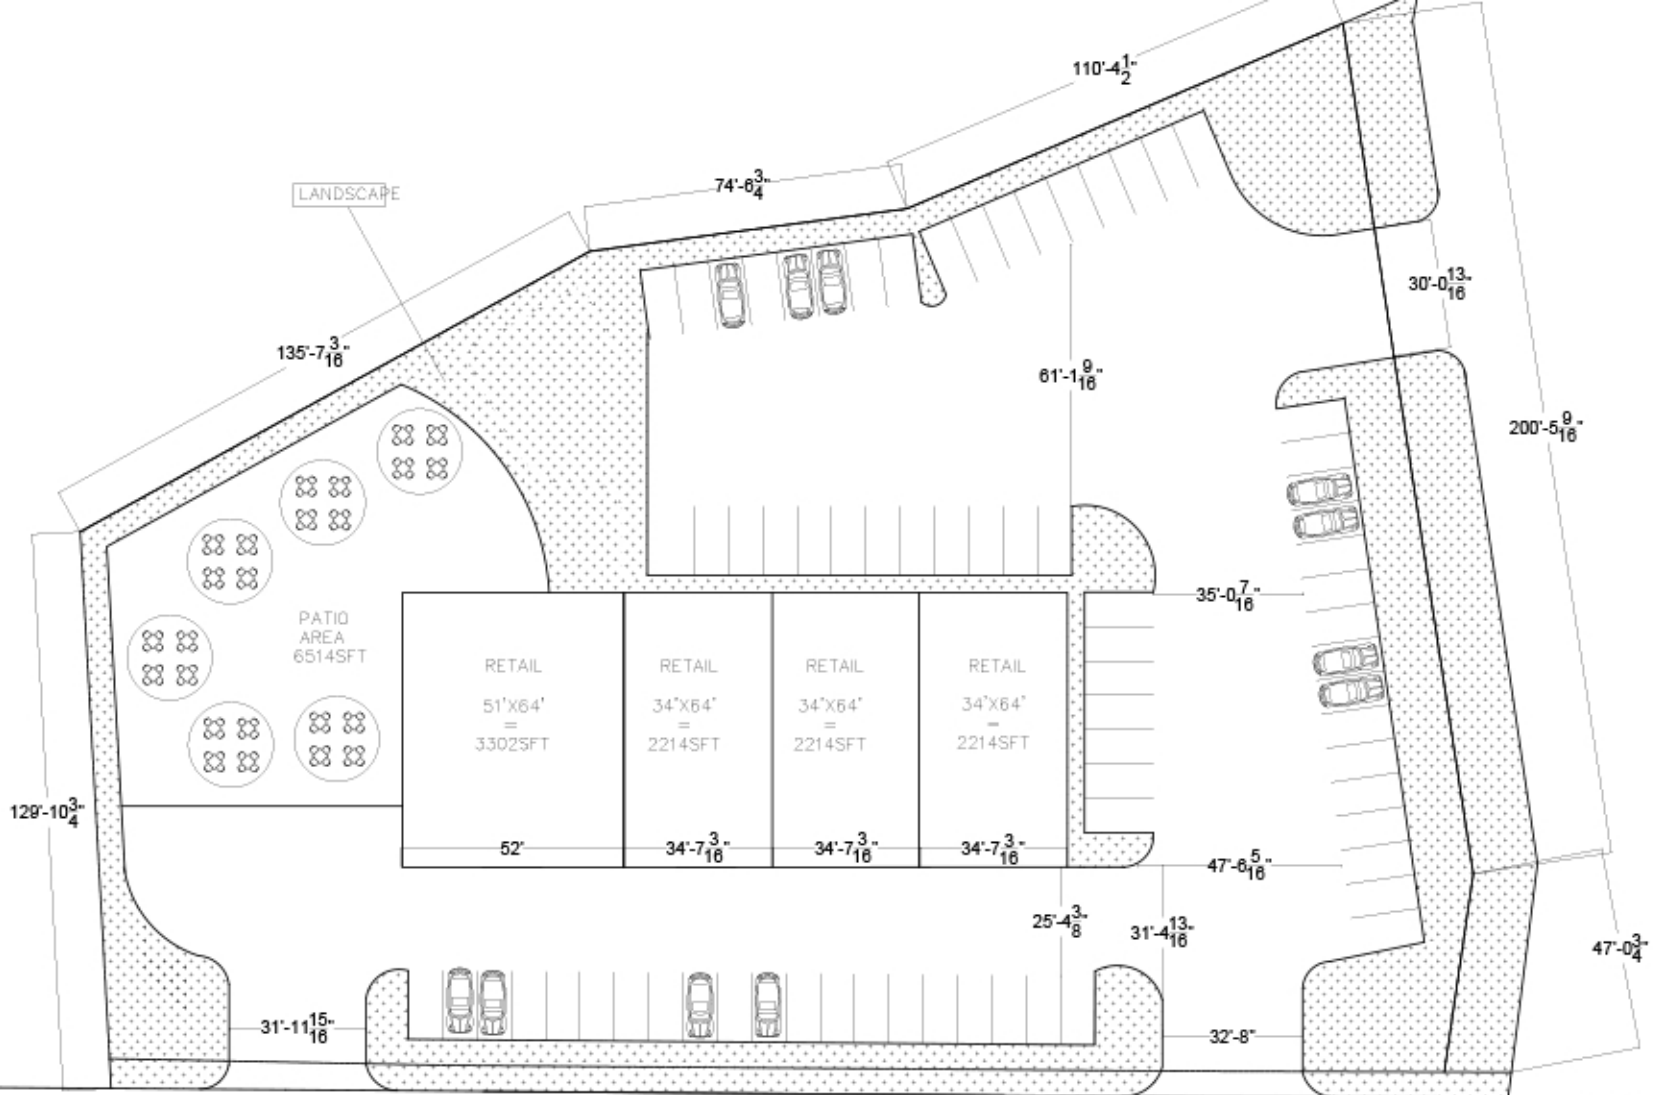 110'-4 1/2"
74'-6 3/4"
LANDSCAPE
30'-0 13/16"
135'-7 3/16"
61'-1 9/16"
200'-5 9/16"
35'-0 7/16"
PATIO
AREA
6514SFT
RETAIL
51'X64'
=
3302SFT
RETAIL
34"X64'
=
2214SFT
RETAIL
34"X64'
=
2214SFT
RETAIL
34"X64'
=
2214SFT
129'-10 3/4"
52'
34'-7 3/16"
34'-7 3/16"
34'-7 3/16"
47'-6 5/16"
25'-4 3/8"
31'-4 13/16"
47'-0 3/4"
31'-11 15/16"
32'-8"